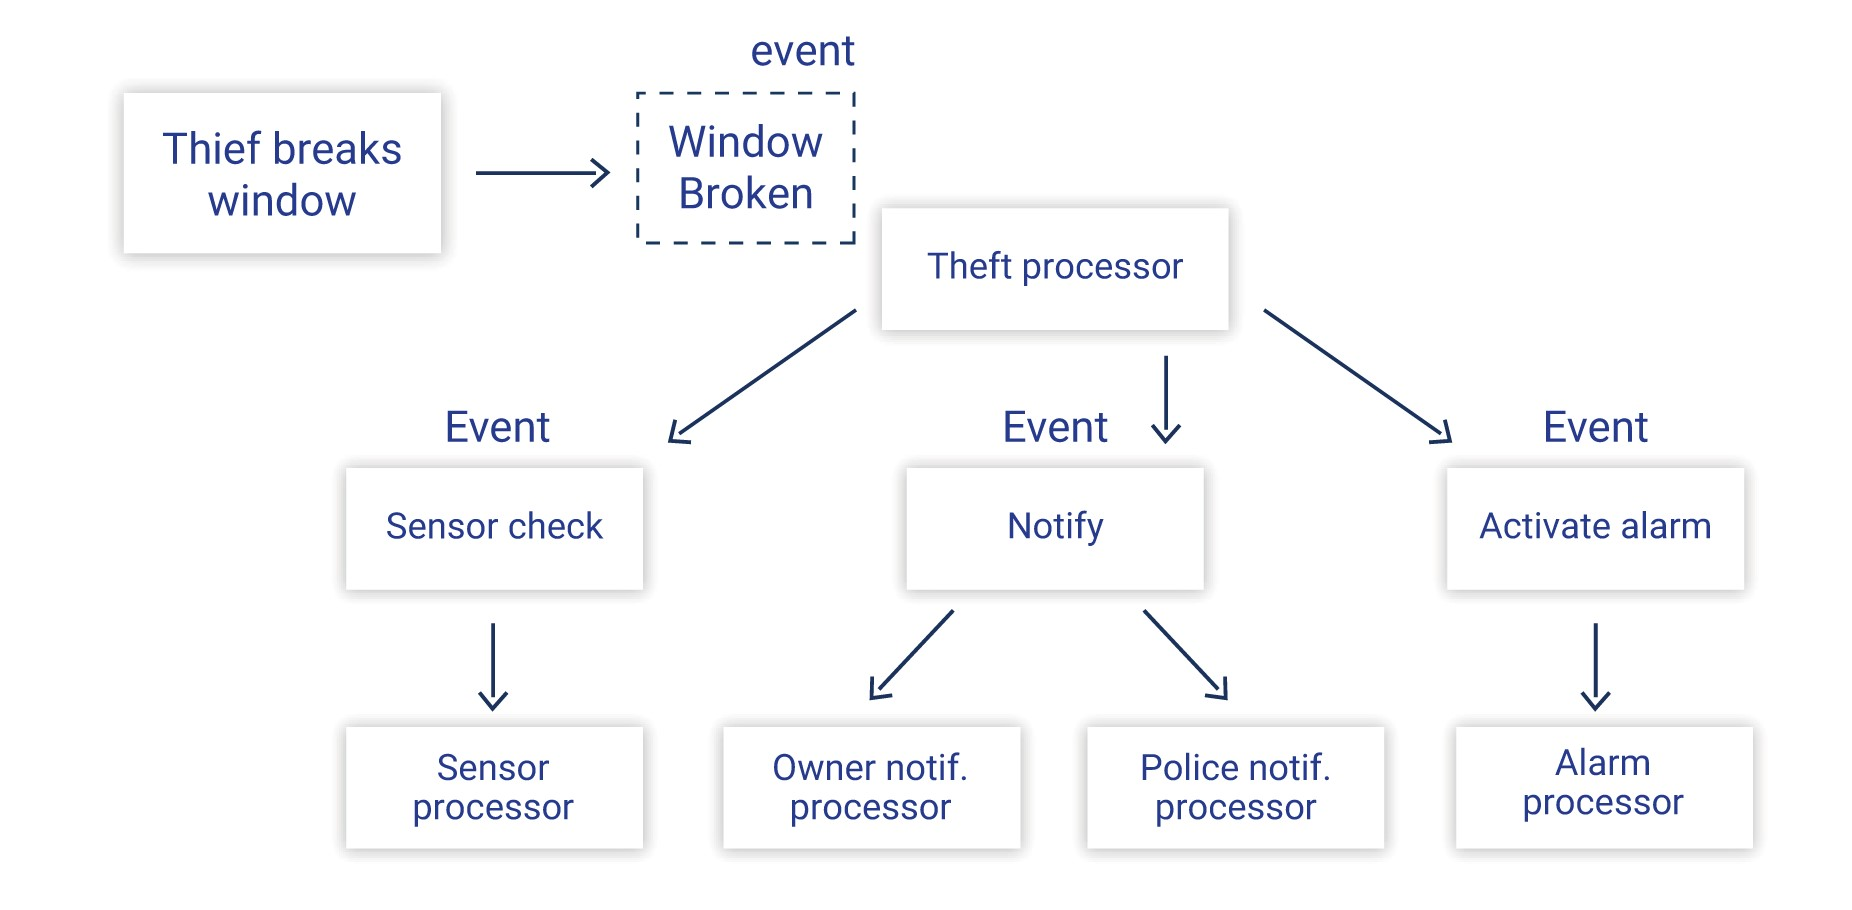 event
Thief breaks
window
Window
Broken
Theft processor
Event
Event
Event
Sensor check
Notify
Activate alarm
Sensor
processor
Owner notif.
processor
Police notif.
processor
Alarm
processor